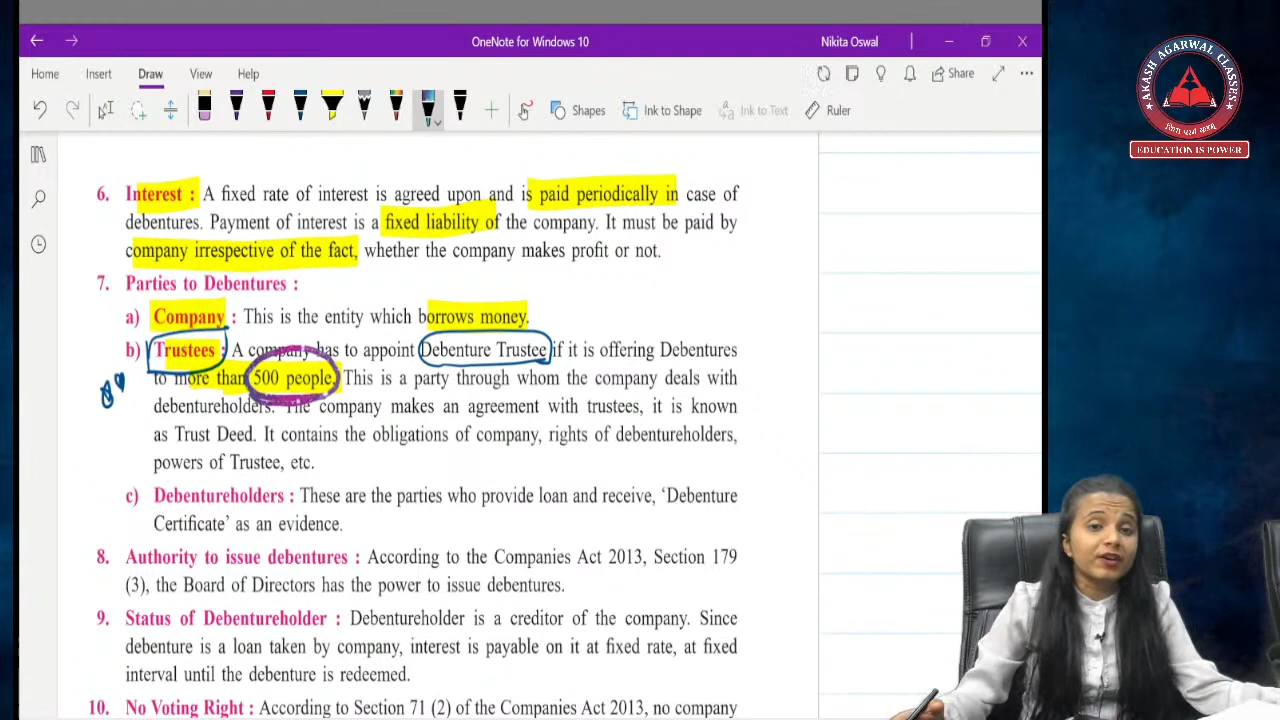 OneNote for Windows 10
Nikita Oswal
Home Insert Draw View Help
Share
Shapes
Ink to Shape
Ink to Text
Ruler
6. Interest : A fixed rate of interest is agreed upon and is paid periodically in case of
debentures. Payment of interest is a fixed liability of the company. It must be paid by
company irrespective of the fact, whether the company makes profit or not.
7. Parties to Debentures :
a) Company : This is the entity which borrows money.
b) Trustees : A company has to appoint Debenture Trustee if it is offering Debentures
to more than 500 people. This is a party through whom the company deals with
debentureholders. The company makes an agreement with trustees, it is known
as Trust Deed. It contains the obligations of company, rights of debentureholders,
powers of Trustee, etc.
c) Debentureholders : These are the parties who provide loan and receive, ‘Debenture
Certificate’ as an evidence.
8. Authority to issue debentures : According to the Companies Act 2013, Section 179
(3), the Board of Directors has the power to issue debentures.
9. Status of Debentureholder : Debentureholder is a creditor of the company. Since
debenture is a loan taken by company, interest is payable on it at fixed rate, at fixed
interval until the debenture is redeemed.
10. No Voting Right : According to Section 71 (2) of the Companies Act 2013, no company
AKASH AGARWAL CLASSES
EDUCATION IS POWER